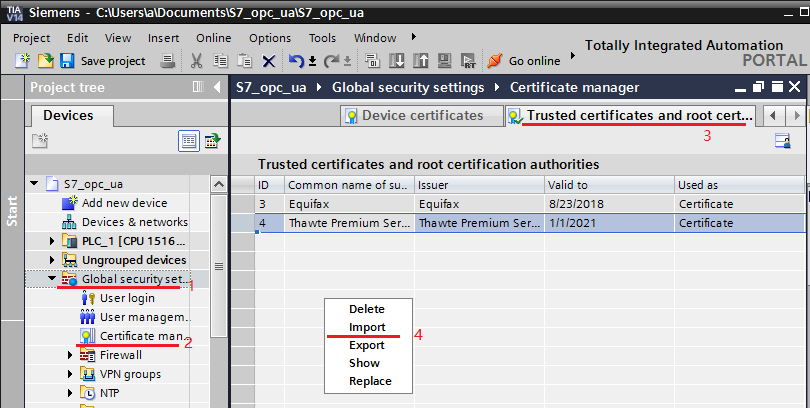 TIA
V14
Siemens - C:\Users\a\Documents\S7_opc_ua\S7_opc_ua
Project Edit View Insert Online Options Tools Window Help
Totally Integrated Automation
PORTAL
Save project
RT
Go online
Project tree
S7_opc_ua Global security settings Certificate manager
Devices
Device certificates
Trusted certificates and root cert...
3
Start
Trusted certificates and root certification authorities
ID Common name of su... Issuer Valid to Used as
3 Equifax Equifax 8/23/2018 Certificate
4 Thawte Premium Ser... Thawte Premium Ser... 1/1/2021 Certificate
S7_opc_ua
Add new device
Devices & networks
PLC_1 [CPU 1516...
Ungrouped devices
Global security set...
1
User login
User managem...
Certificate man...
2
Firewall
VPN groups
NTP
Delete
Import
4
Export
Show
Replace